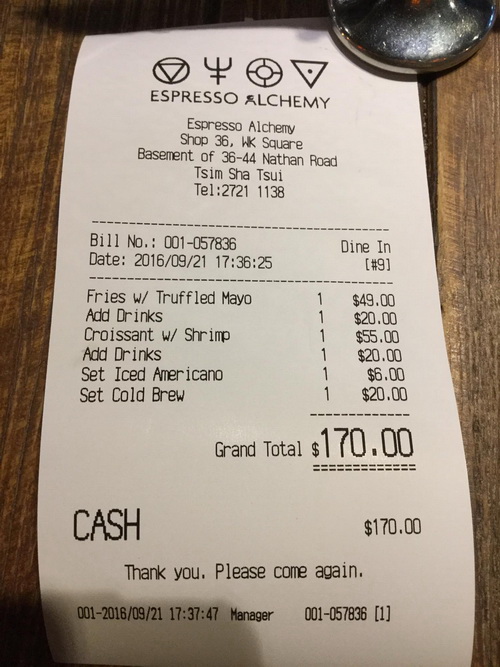 ESPRESSO ALCHEMY
Espresso Alchemy
Shop 36, WK Square
Basement of 36-44 Nathan Road
Tsim Sha Tsui
Tel:2721 1138
Bill No.: 001-057836 Dine In
Date: 2016/09/21 17:36:25 [#9]
Fries w/ Truffled Mayo 1 $49.00
Add Drinks 1 $20.00
Croissant w/ Shrimp 1 $55.00
Add Drinks 1 $20.00
Set Iced Americano 1 $6.00
Set Cold Brew 1 $20.00
Grand Total $170.00
CASH $170.00
Thank you. Please come again.
001-2016/09/21 17:37:47 Manager 001-057836 [1]